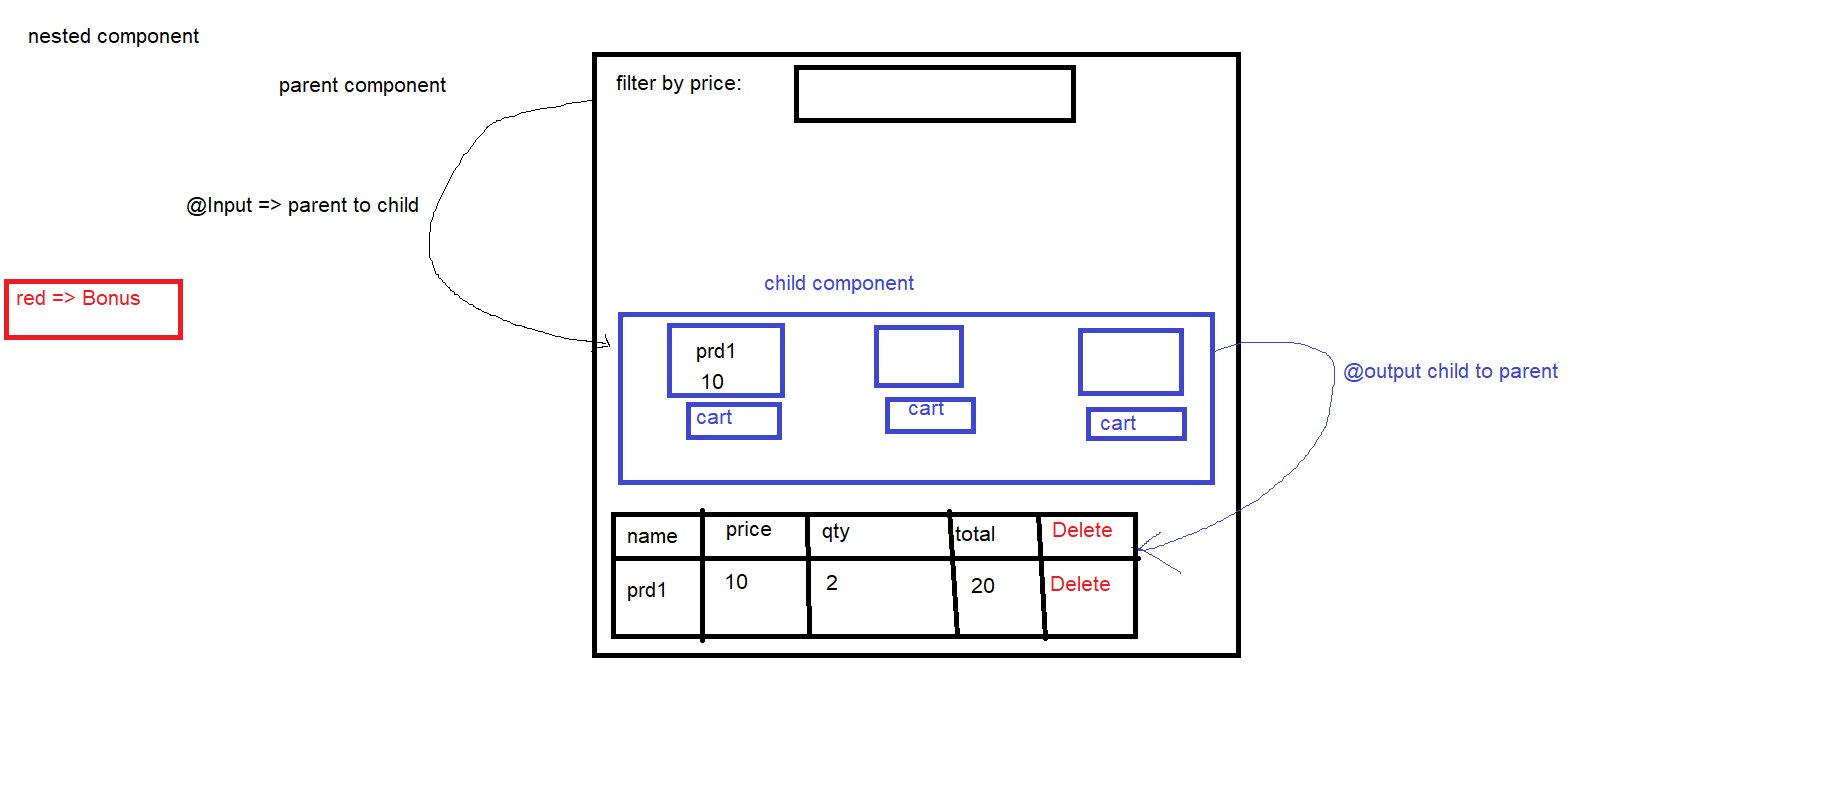 nested component
parent component
filter by price:
@Input => parent to child
red => Bonus
child component
prd1
10
cart
cart
cart
@output child to parent
name price qty total Delete
prd1 10 2 20 Delete